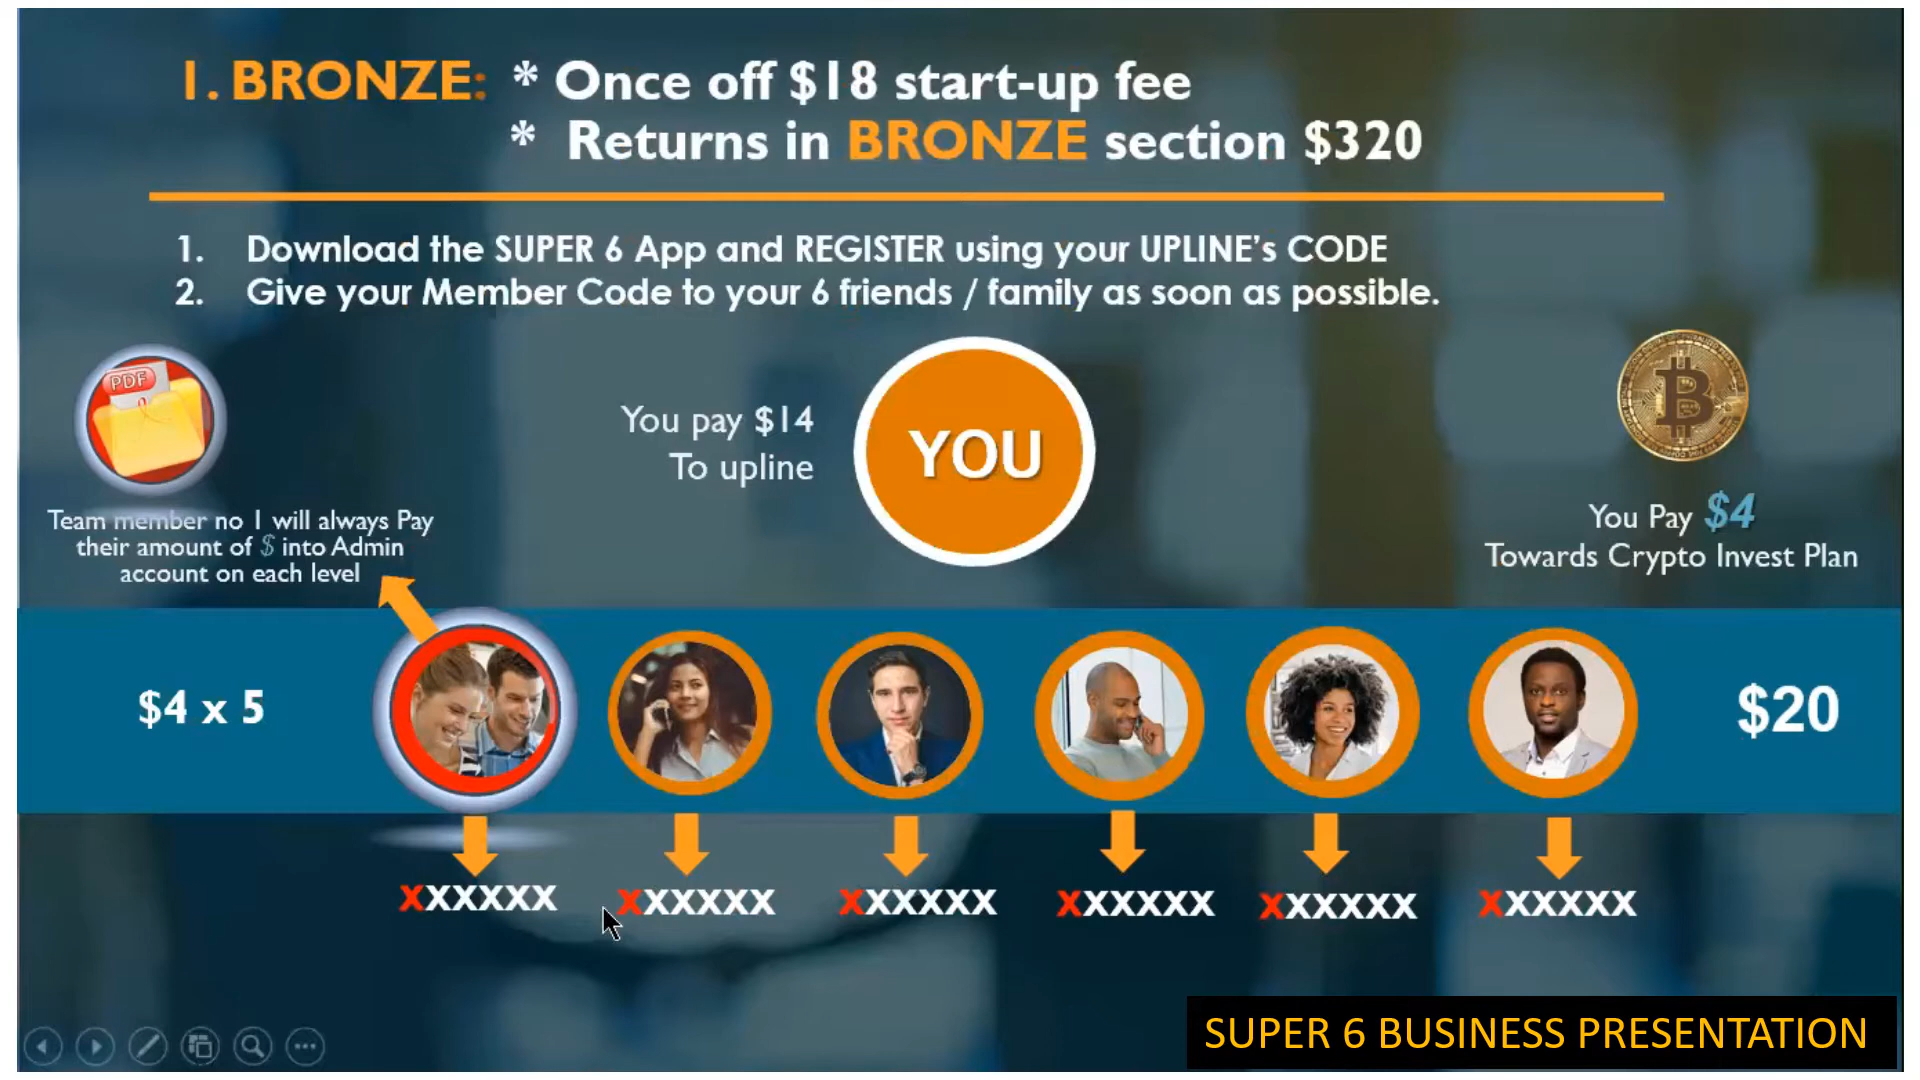 1. BRONZE: * Once off $18 start-up fee
* Returns in BRONZE section $320
1. Download the SUPER 6 App and REGISTER using your UPLINE's CODE
2. Give your Member Code to your 6 friends / family as soon as possible.
PDF
You pay $14
To upline
YOU
B
Team member no 1 will always Pay
their amount of $ into Admin
account on each level
You Pay $4
Towards Crypto Invest Plan
$4 x 5
$20
XXXXXX XXXXXX XXXXXX XXXXXX XXXXXX XXXXXX
SUPER 6 BUSINESS PRESENTATION